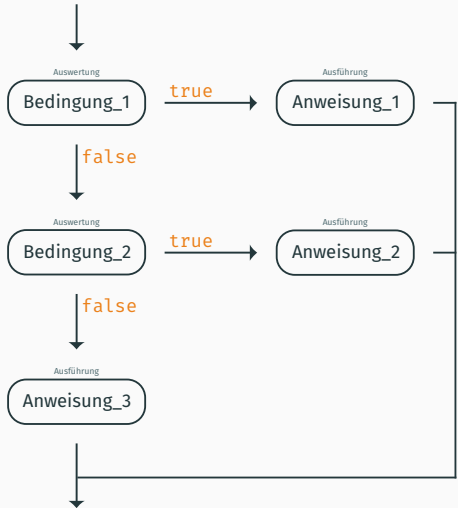 Auswertung
Bedingung_1
true
Ausführung
Anweisung_1
false
Auswertung
Bedingung_2
true
Ausführung
Anweisung_2
false
Ausführung
Anweisung_3